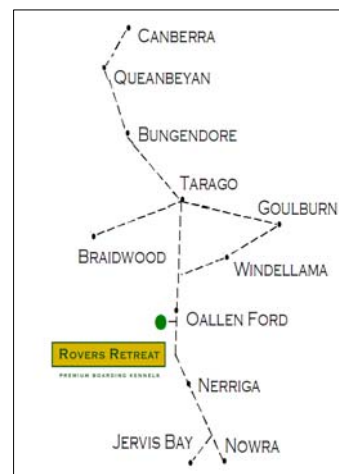 CANBERRA
QUEANBEYAN
BUNGENDORE
TARAGO
GOULBURN
BRAIDWOOD
WINDELLAMA
OALLEN FORD
ROVERS RETREAT
PREMIUM BOARDING KENNELS
NERRIGA
JERVIS BAY
NOWRA